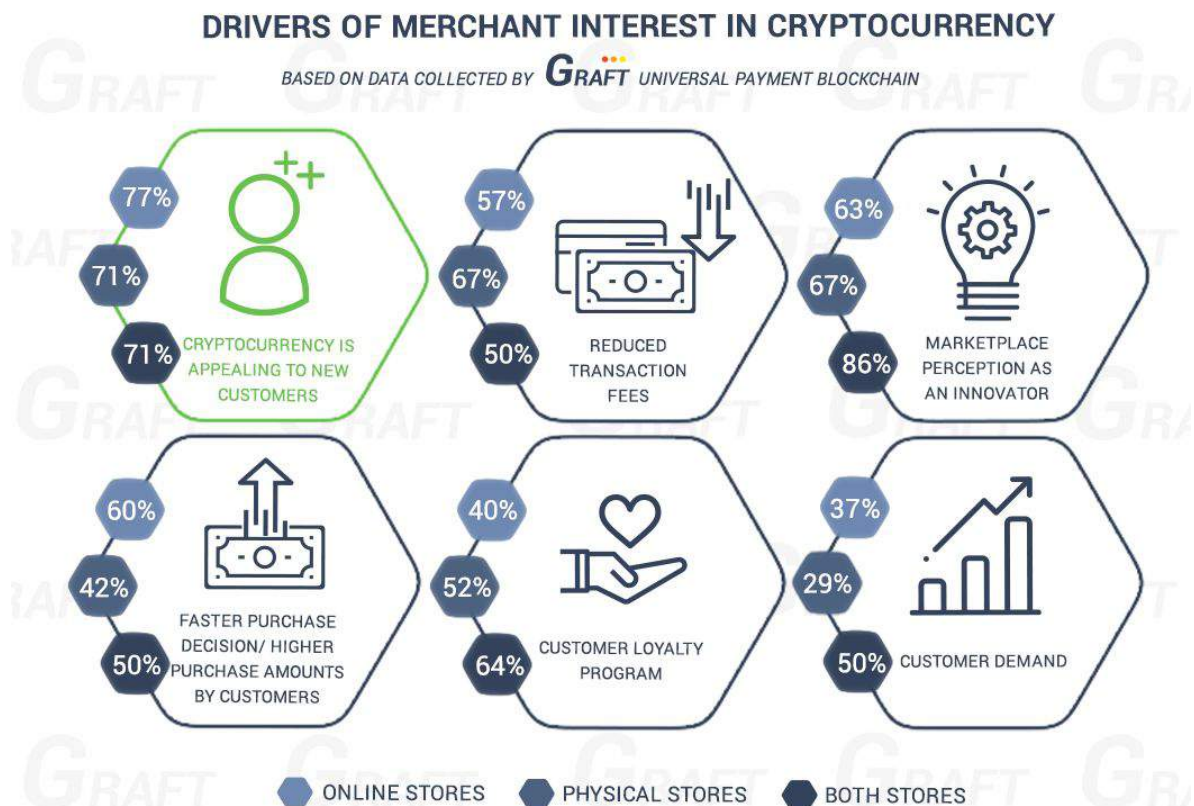 DRIVERS OF MERCHANT INTEREST IN CRYPTOCURRENCY
BASED ON DATA COLLECTED BY GRAFT UNIVERSAL PAYMENT BLOCKCHAIN
77%
71%
71%
CRYPTOCURRENCY IS
APPEALING TO NEW
CUSTOMERS
57%
67%
50%
REDUCED
TRANSACTION
FEES
63%
67%
86%
MARKETPLACE
PERCEPTION AS
AN INNOVATOR
60%
42%
50%
FASTER PURCHASE
DECISION/ HIGHER
PURCHASE AMOUNTS
BY CUSTOMERS
40%
52%
64%
CUSTOMER LOYALTY
PROGRAM
37%
29%
50%
CUSTOMER DEMAND
ONLINE STORES
PHYSICAL STORES
BOTH STORES